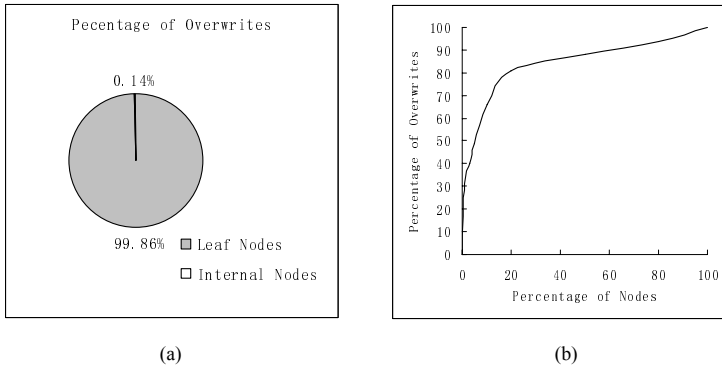 Pecentage of Overwrites
0.14%
99.86%
Leaf Nodes
Internal Nodes
(a)
Percentage of Overwrites
100
90
80
70
60
50
40
30
20
10
0
0 20 40 60 80 100
Percentage of Nodes
(b)